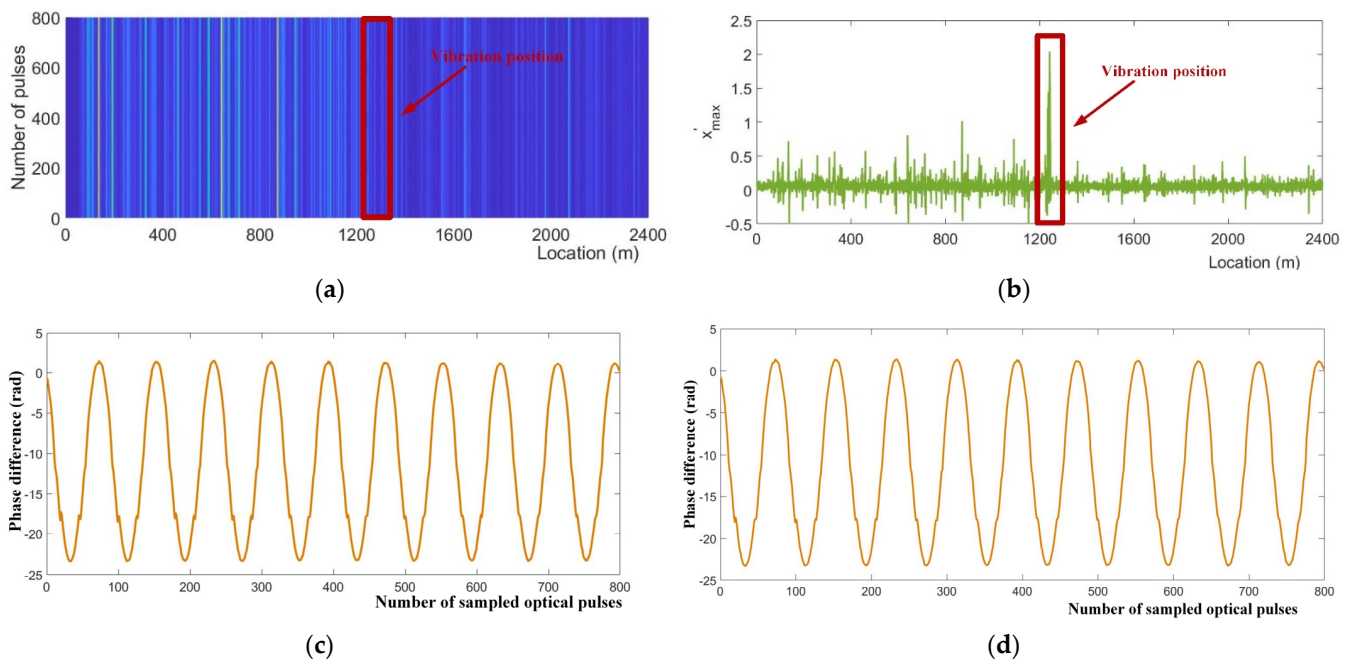 800
600
400
200
0
Number of pulses
Vibration position
0 400 800 1200 1600 2000 2400
Location (m)
(a)
2.5
2
1.5
1
0.5
0
-0.5
x'max
Vibration position
0 400 800 1200 1600 2000 2400
Location (m)
(b)
5
0
-5
-10
-15
-20
-25
Phase difference (rad)
0 100 200 300 400 500 600 700 800
Number of sampled optical pulses
(c)
5
0
-5
-10
-15
-20
-25
Phase difference (rad)
0 100 200 300 400 500 600 700 800
Number of sampled optical pulses
(d)